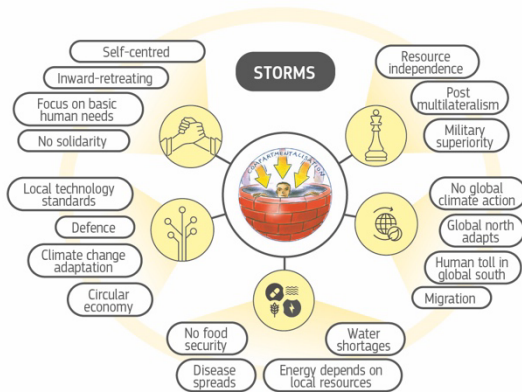 STORMS
Self-centred
Inward-retreating
Focus on basic
human needs
No solidarity
Resource
independence
Post
multilateralism
Military
superiority
COMPARTMENTALISATION
Local technology
standards
Defence
Climate change
adaptation
Circular
economy
No global
climate action
Global north
adapts
Human toll in
global south
Migration
No food
security
Disease
spreads
Water
shortages
Energy depends on
local resources